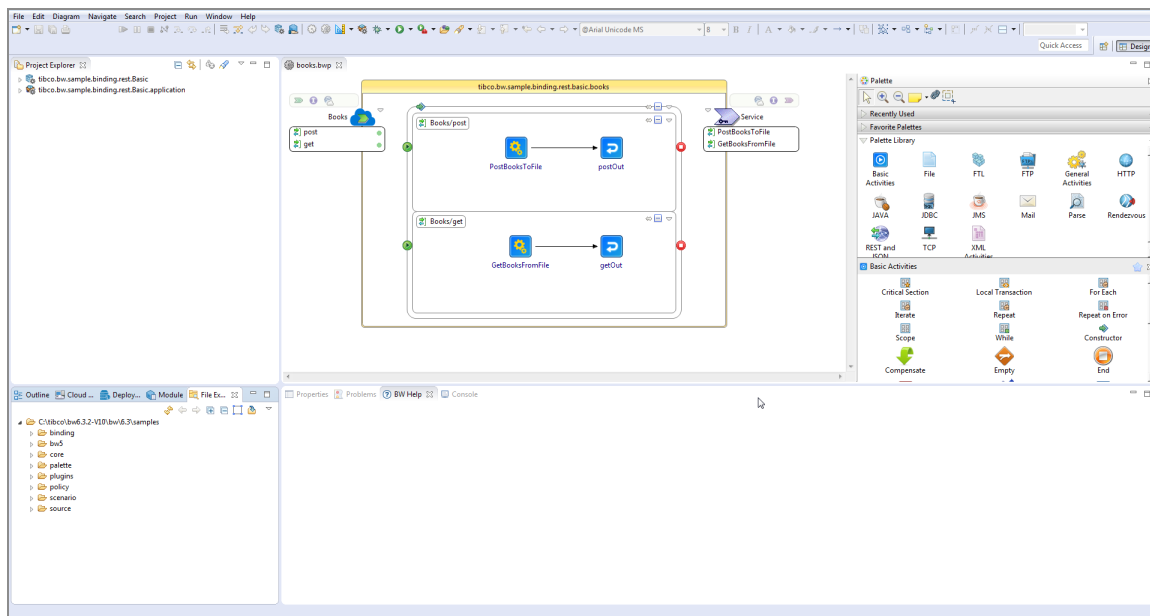 File Edit Diagram Navigate Search Project Run Window Help
@Arial Unicode MS 8 B I A
Quick Access Design
Project Explorer
tibco.bw.sample.binding.rest.Basic
tibco.bw.sample.binding.rest.Basic.application
books.bwp
tibco.bw.sample.binding.rest.basic.books
Books
post
get
Books/post
PostBooksToFile
postOut
Books/get
GetBooksFromFile
getOut
Service
PostBooksToFile
GetBooksFromFile
Palette
Recently Used
Favorite Palettes
Palette Library
Basic Activities
File
FTL
FTP
General Activities
HTTP
JAVA
JDBC
JMS
Mail
Parse
Rendezvous
REST and JSON
TCP
XML Activities
Basic Activities
Critical Section
Local Transaction
For Each
Iterate
Repeat
Repeat on Error
Scope
While
Constructor
Compensate
Empty
End
Outline Cloud ... Deploy... Module File Ex...
C:\tibco\bw6.3.2-V10\bw\6.3\samples
binding
bw5
core
palette
plugins
policy
scenario
source
Properties Problems BW Help Console